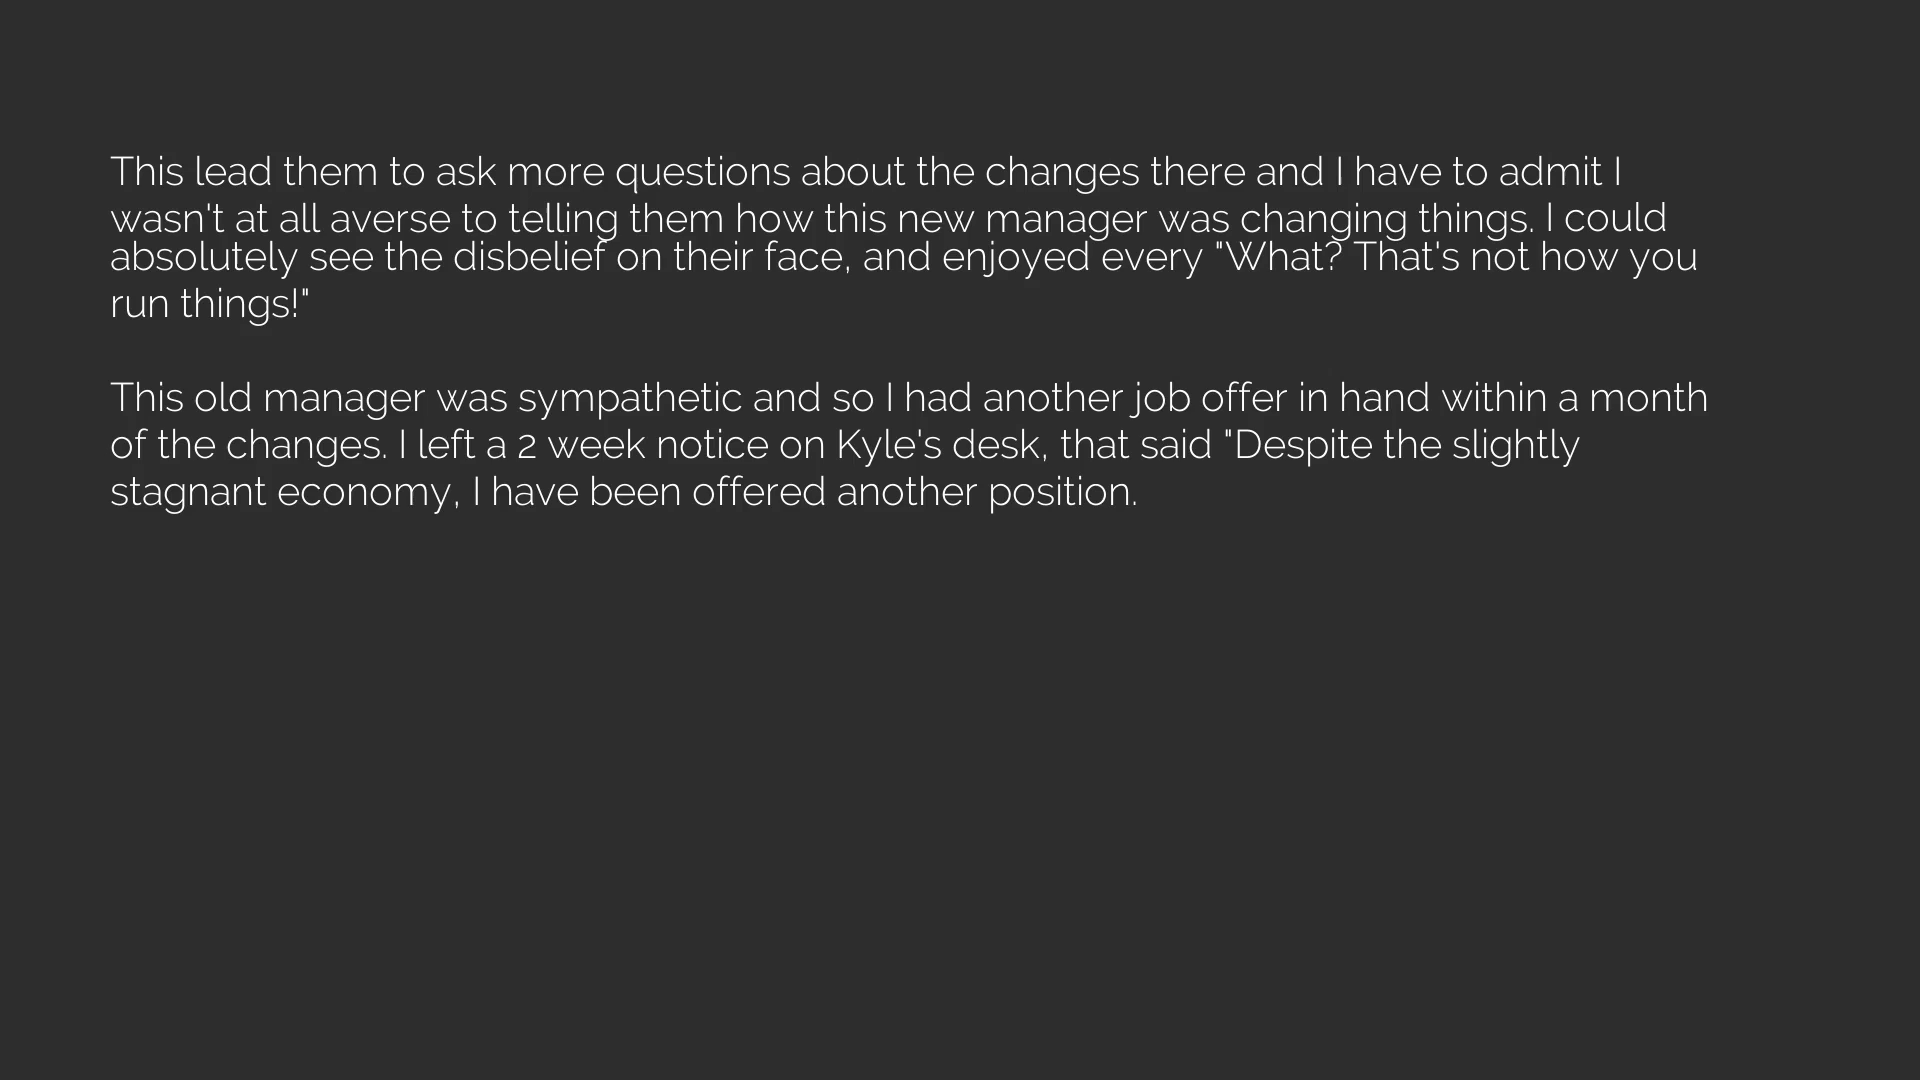 This lead them to ask more questions about the changes there and I have to admit I
wasn't at all averse to telling them how this new manager was changing things. I could
absolutely see the disbelief on their face, and enjoyed every "What? That's not how you
run things!"
This old manager was sympathetic and so I had another job offer in hand within a month
of the changes. I left a 2 week notice on Kyle's desk, that said "Despite the slightly
stagnant economy, I have been offered another position.